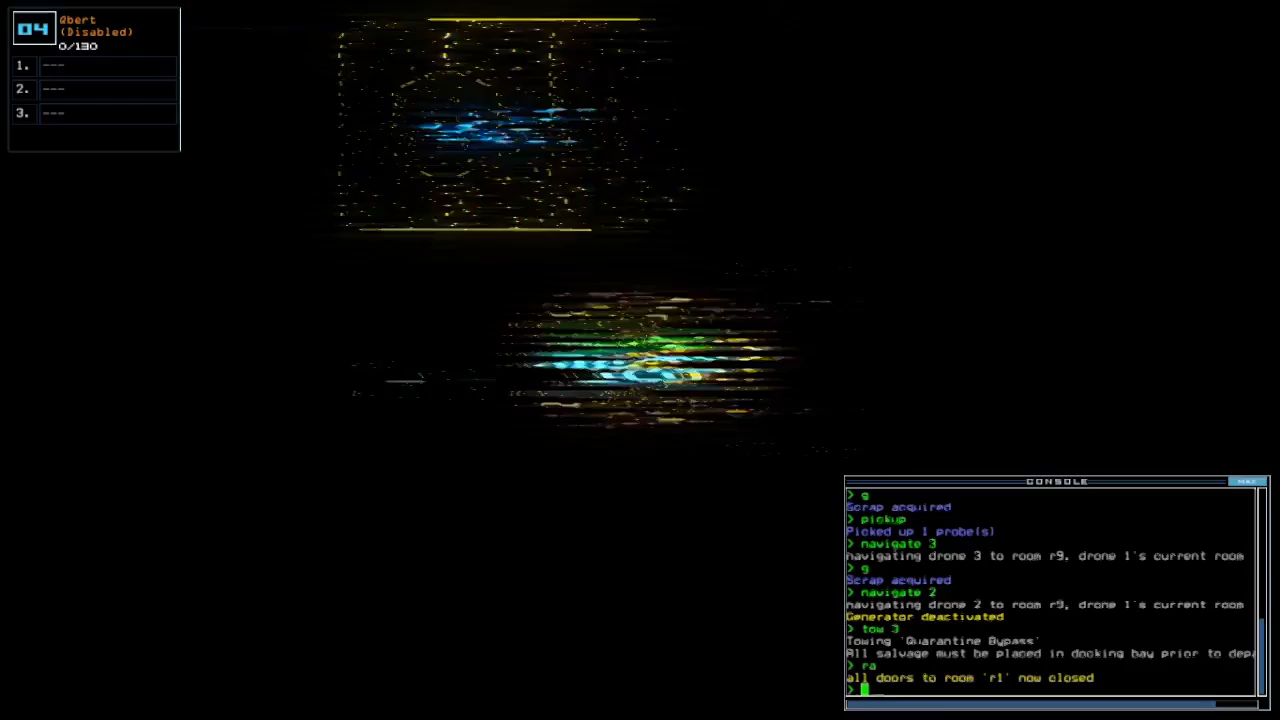 04
Qbert
(Disabled)
0/130
1. ---
2. ---
3. ---
CONSOLE
MAX
> g
Scrap acquired
> pickup
Picked up 1 probe(s)
> navigate 3
navigating drone 3 to room r9, drone 1's current room
> g
Scrap acquired
> navigate 2
navigating drone 2 to room r9, drone 1's current room
Generator deactivated
> tow 3
Towing 'Quarantine Bypass'
All salvage must be placed in docking bay prior to depa
> ra
all doors to room 'r1' now closed
>